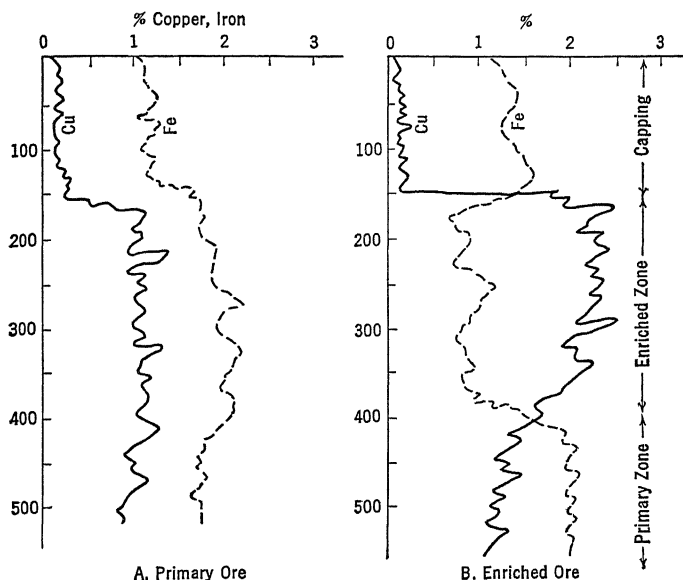 % Copper, Iron
0 1 2 3
Cu
Fe
100
200
300
400
500
A. Primary Ore
%
0 1 2 3
Cu
Fe
100
200
300
400
500
Capping
Enriched Zone
Primary Zone
B. Enriched Ore